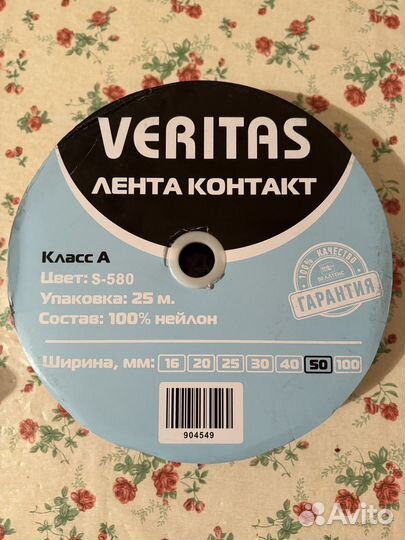 VERITAS
ЛЕНТА КОНТАКТ
Класс А
Цвет: S-580
Упаковка: 25 м.
Состав: 100% нейлон
100% КАЧЕСТВО
ВЕЛЛТЕКС
ГАРАНТИЯ
Ширина, мм: 16 20 25 30 40 50 100
904549
Avito